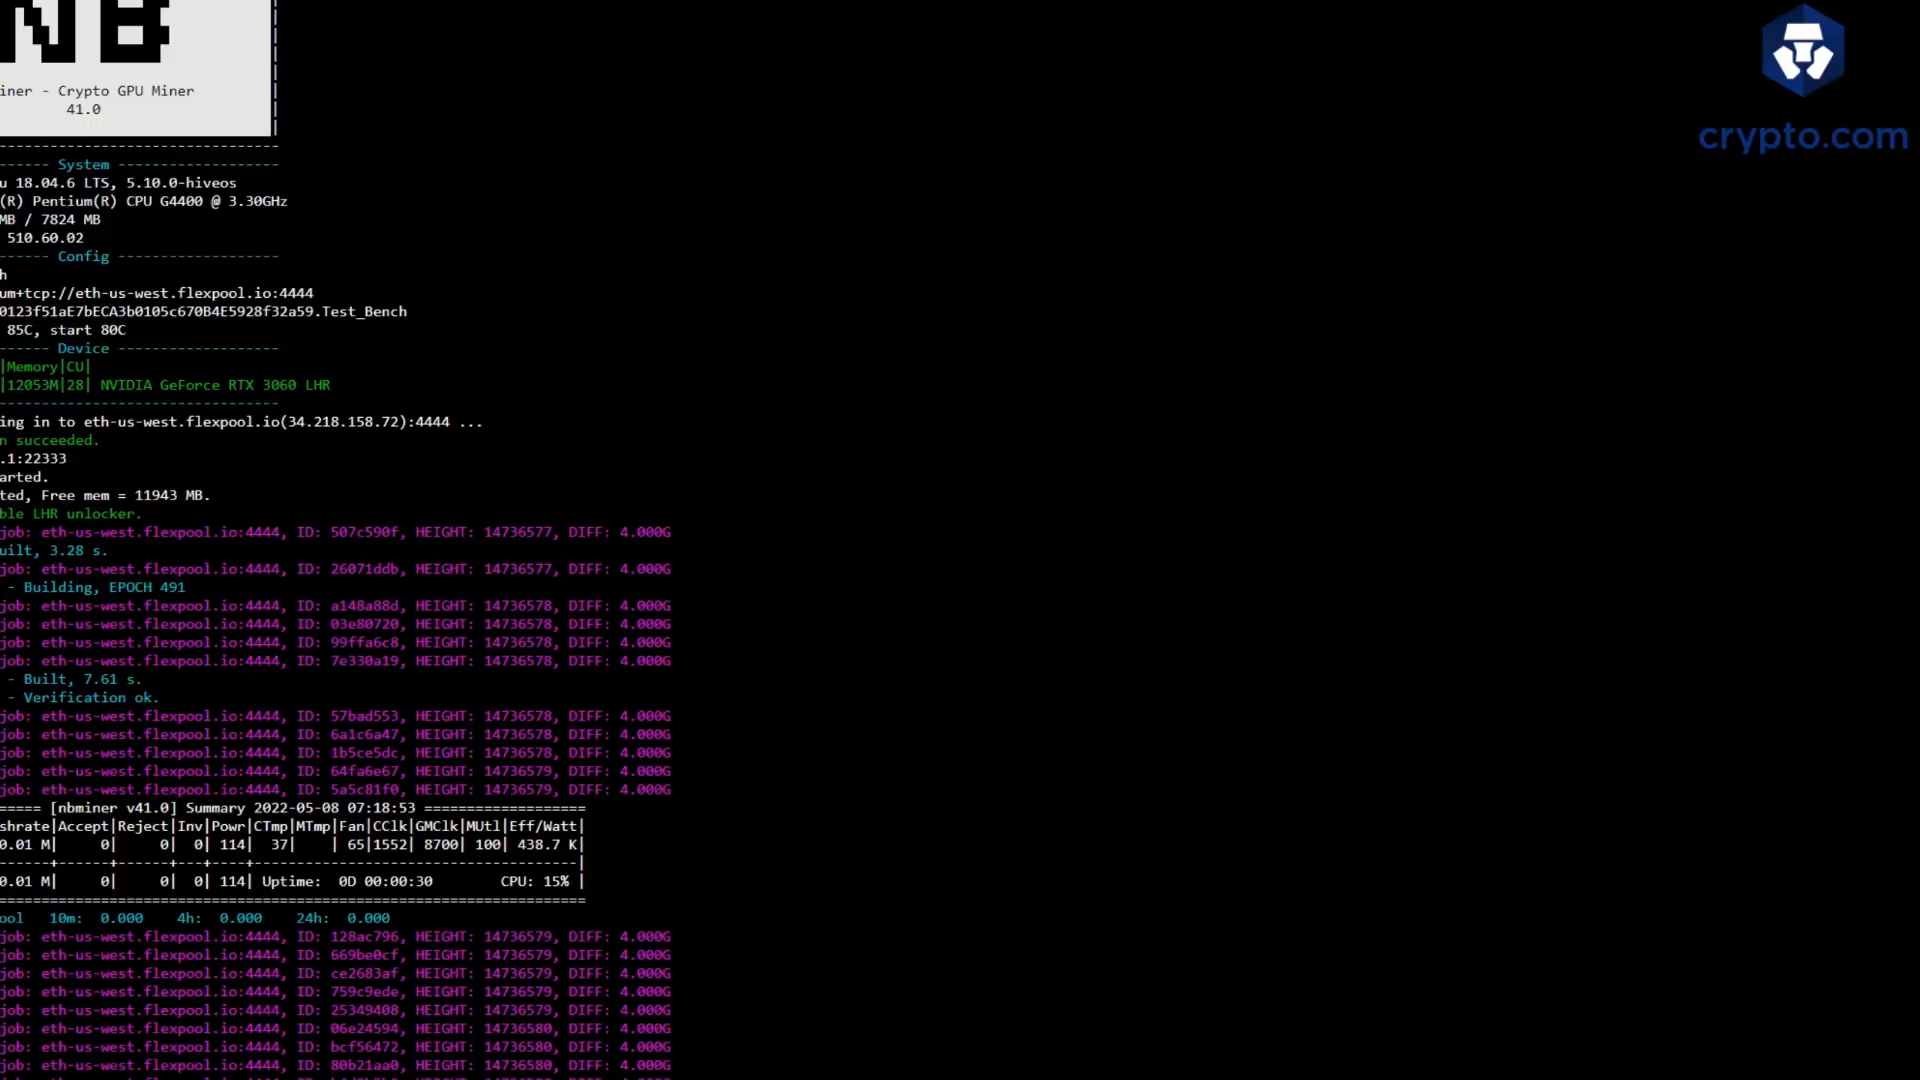 NB
iner - Crypto GPU Miner
41.0
crypto.com
------ System -------------------
u 18.04.6 LTS, 5.10.0-hiveos
(R) Pentium(R) CPU G4400 @ 3.30GHz
MB / 7824 MB
510.60.02
------ Config -------------------
h
um+tcp://eth-us-west.flexpool.io:4444
0123f51aE7bECA3b0105c670B4E5928f32a59.Test_Bench
85C, start 80C
------ Device -------------------
|Memory|CU|
|12053M|28| NVIDIA GeForce RTX 3060 LHR
ing in to eth-us-west.flexpool.io(34.218.158.72):4444 ...
n succeeded.
.1:22333
arted.
ted, Free mem = 11943 MB.
ble LHR unlocker.
job: eth-us-west.flexpool.io:4444, ID: 507c590f, HEIGHT: 14736577, DIFF: 4.000G
uilt, 3.28 s.
job: eth-us-west.flexpool.io:4444, ID: 26071ddb, HEIGHT: 14736577, DIFF: 4.000G
- Building, EPOCH 491
job: eth-us-west.flexpool.io:4444, ID: a148a88d, HEIGHT: 14736578, DIFF: 4.000G
job: eth-us-west.flexpool.io:4444, ID: 03e80720, HEIGHT: 14736578, DIFF: 4.000G
job: eth-us-west.flexpool.io:4444, ID: 99ffa6c8, HEIGHT: 14736578, DIFF: 4.000G
job: eth-us-west.flexpool.io:4444, ID: 7e330a19, HEIGHT: 14736578, DIFF: 4.000G
- Built, 7.61 s.
- Verification ok.
job: eth-us-west.flexpool.io:4444, ID: 57bad553, HEIGHT: 14736578, DIFF: 4.000G
job: eth-us-west.flexpool.io:4444, ID: 6a1c6a47, HEIGHT: 14736578, DIFF: 4.000G
job: eth-us-west.flexpool.io:4444, ID: 1b5ce5dc, HEIGHT: 14736578, DIFF: 4.000G
job: eth-us-west.flexpool.io:4444, ID: 64fa6e67, HEIGHT: 14736579, DIFF: 4.000G
job: eth-us-west.flexpool.io:4444, ID: 5a5c81f0, HEIGHT: 14736579, DIFF: 4.000G
===== [nbminer v41.0] Summary 2022-05-08 07:18:53 ===================
shrate|Accept|Reject|Inv|Powr|CTmp|MTmp|Fan|CClk|GMClk|MUtl|Eff/Watt|
0.01 M|     0|     0|  0| 114|  37|    | 65|1552| 8700| 100| 438.7 K|
0.01 M|     0|     0|  0| 114| Uptime:  0D 00:00:30        CPU: 15% |
ool   10m:  0.000    4h:  0.000    24h:  0.000
job: eth-us-west.flexpool.io:4444, ID: 128ac796, HEIGHT: 14736579, DIFF: 4.000G
job: eth-us-west.flexpool.io:4444, ID: 669be0cf, HEIGHT: 14736579, DIFF: 4.000G
job: eth-us-west.flexpool.io:4444, ID: ce2683af, HEIGHT: 14736579, DIFF: 4.000G
job: eth-us-west.flexpool.io:4444, ID: 759c9ede, HEIGHT: 14736579, DIFF: 4.000G
job: eth-us-west.flexpool.io:4444, ID: 25349408, HEIGHT: 14736579, DIFF: 4.000G
job: eth-us-west.flexpool.io:4444, ID: 06e24594, HEIGHT: 14736580, DIFF: 4.000G
job: eth-us-west.flexpool.io:4444, ID: bcf56472, HEIGHT: 14736580, DIFF: 4.000G
job: eth-us-west.flexpool.io:4444, ID: 80b21aa0, HEIGHT: 14736580, DIFF: 4.000G